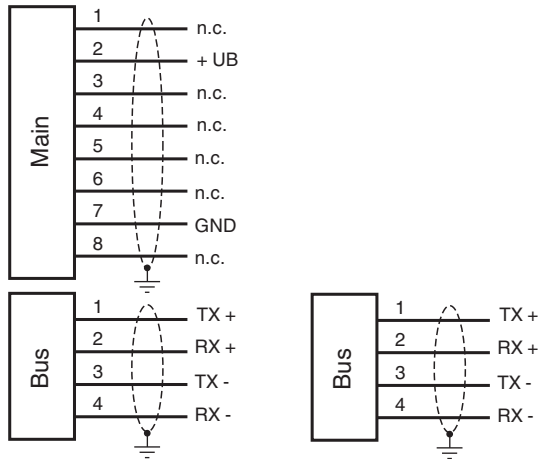 Main
1 n.c.
2 + UB
3 n.c.
4 n.c.
5 n.c.
6 n.c.
7 GND
8 n.c.
Bus
1 TX +
2 RX +
3 TX -
4 RX -
Bus
1 TX +
2 RX +
3 TX -
4 RX -